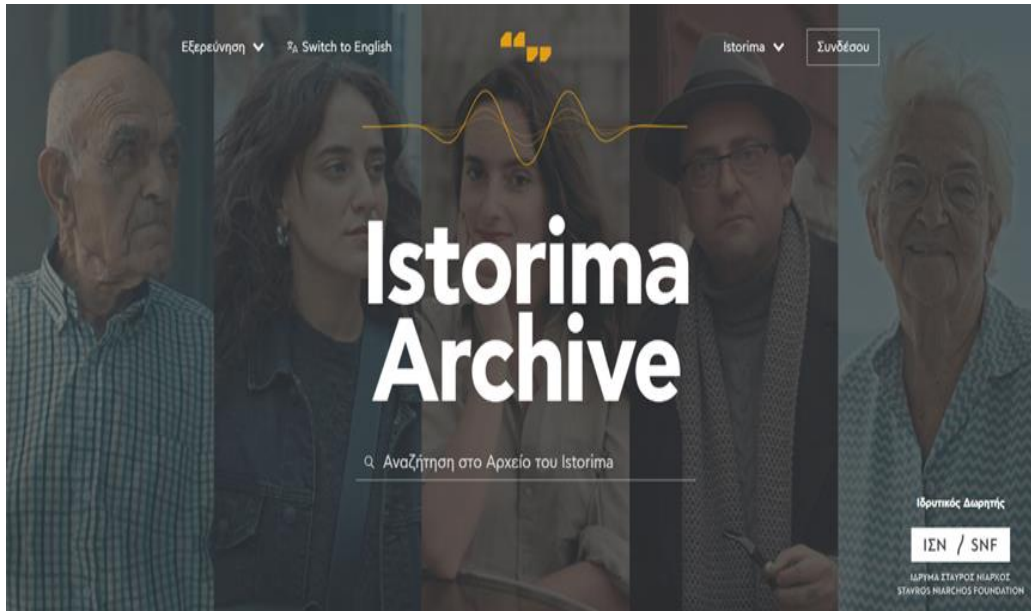 Εξερεύνηση
Switch to English
Istorima
Συνδέσου
Istorima
Archive
Αναζήτηση στο Αρχείο του Istorima
Ιδρυτικός Δωρητής
ΙΣΝ / SNF
ΙΔΡΥΜΑ ΣΤΑΥΡΟΣ ΝΙΑΡΧΟΣ
STAVROS NIARCHOS FOUNDATION